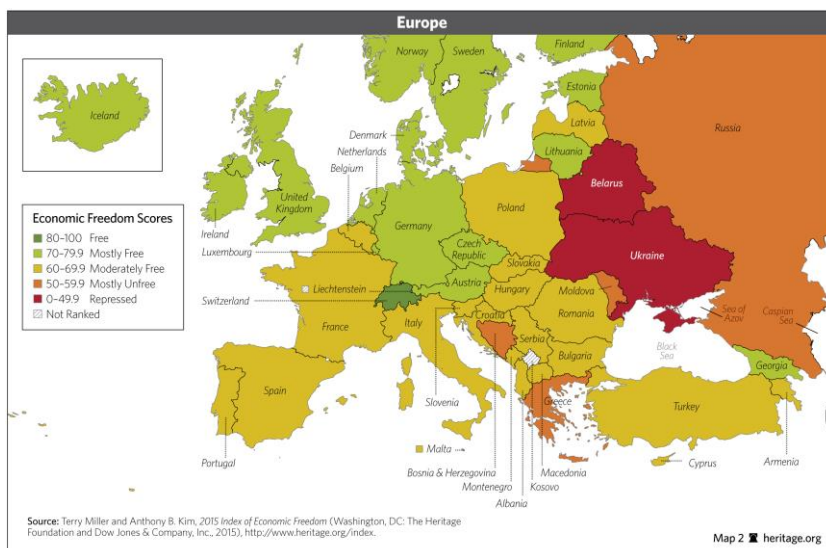 Europe
Iceland
Norway
Sweden
Finland
Estonia
Latvia
Lithuania
Russia
Denmark
Netherlands
Belgium
Belarus
United
Kingdom
Ireland
Poland
Germany
Ukraine
Luxembourg
Czech
Republic
Slovakia
Liechtenstein
Austria
Hungary
Moldova
Switzerland
Romania
Croatia
France
Italy
Serbia
Bulgaria
Sea of
Azov
Caspian
Sea
Black
Sea
Georgia
Spain
Slovenia
Greece
Turkey
Malta
Portugal
Bosnia & Herzegovina
Montenegro
Albania
Kosovo
Macedonia
Cyprus
Armenia
Economic Freedom Scores
80–100 Free
70–79.9 Mostly Free
60–69.9 Moderately Free
50–59.9 Mostly Unfree
0–49.9 Repressed
Not Ranked
Source: Terry Miller and Anthony B. Kim, 2015 Index of Economic Freedom (Washington, DC: The Heritage
Foundation and Dow Jones & Company, Inc., 2015), http://www.heritage.org/index.
Map 2 heritage.org